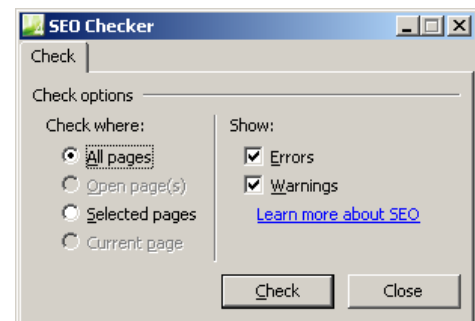 SEO Checker
Check
Check options
Check where:
All pages
Open page(s)
Selected pages
Current page
Show:
Errors
Warnings
Learn more about SEO
Check
Close